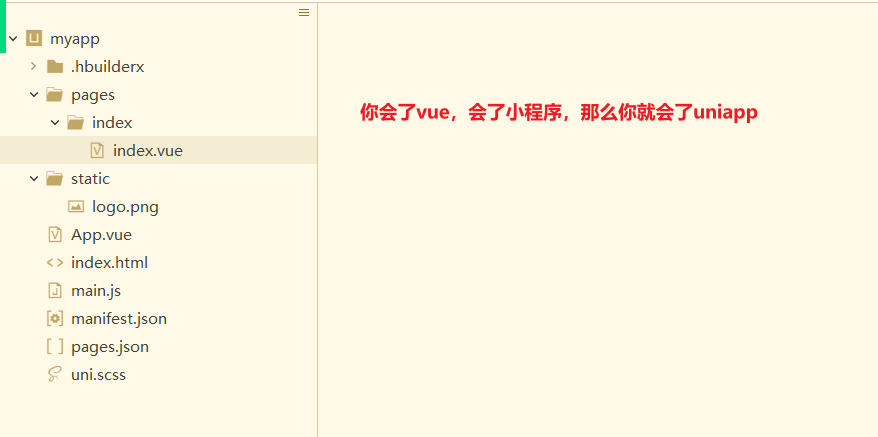 myapp
.hbuilderx
pages
index
index.vue
static
logo.png
App.vue
index.html
main.js
manifest.json
pages.json
uni.scss
你会了vue，会了小程序，那么你就会了uniapp